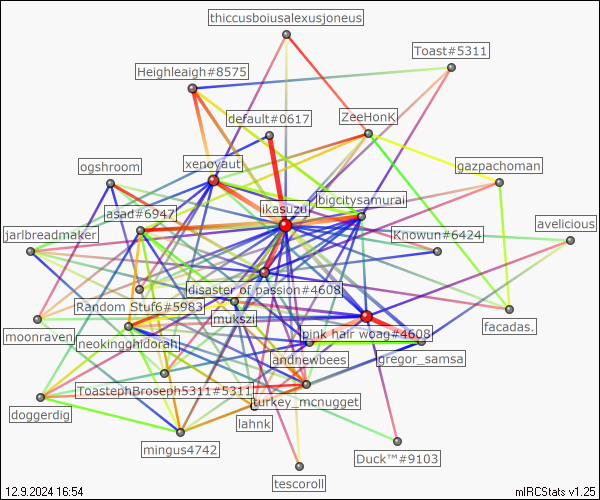 thiccusboiusalexusjoneus
Toast#5311
Heighleaigh#8575
default#0617
ZeeHonK
ogshroom
xenoyaut
gazpachoman
asad#6947
ikasuzul
bigcitysamurai
jarlbreadmaker
Knowun#6424
avelicious
disaster of passion#4608
Random Stuf6#5983
mukszi
moonraven
neokingghidorah
pink hair woag#4608
facadas.
andrewbees
gregor_samsa
ToastephBroseph5311#5311
turkey_mcnugget
doggerdig
lahnk
mingus4742
Duck™#9103
tescoroll
12.9.2024 16:54
mIRCStats v1.25